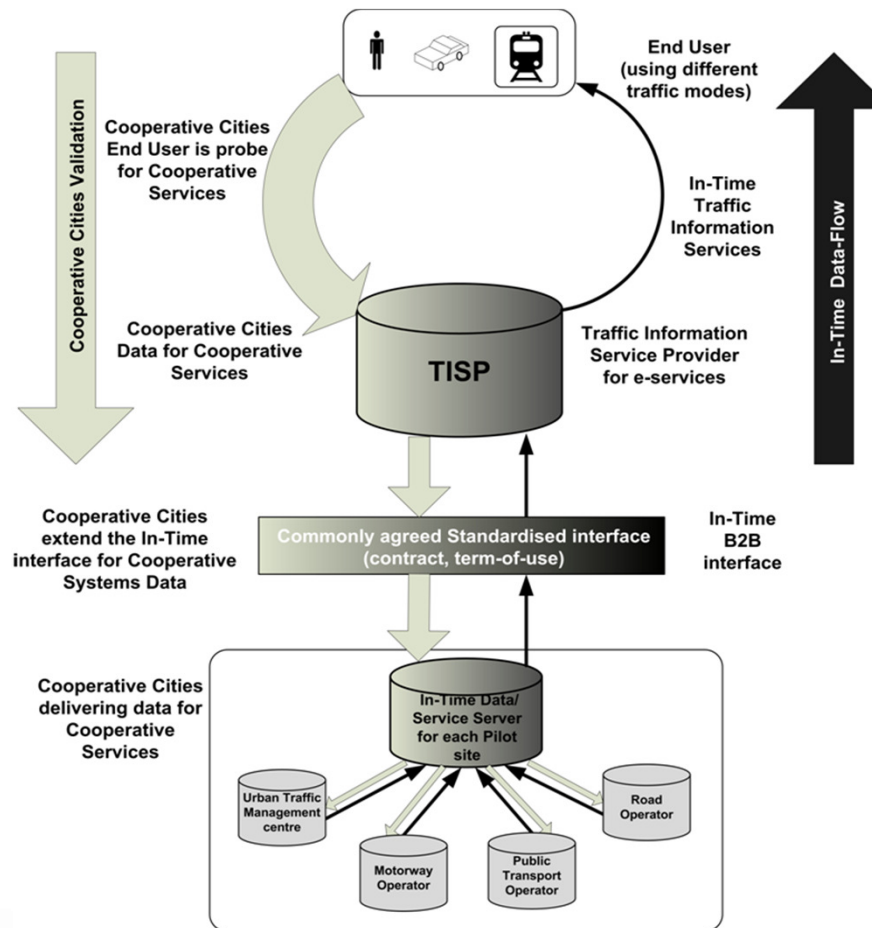 End User
(using different
traffic modes)
Cooperative Cities Validation
Cooperative Cities
End User is probe
for Cooperative
Services
In-Time
Traffic
Information
Services
In-Time Data-Flow
Cooperative Cities
Data for Cooperative
Services
TISP
Traffic Information
Service Provider
for e-services
Cooperative Cities
extend the In-Time
interface for Cooperative
Systems Data
Commonly agreed Standardised interface
(contract, term-of-use)
In-Time
B2B
interface
Cooperative Cities
delivering data for
Cooperative
Services
In-Time Data/
Service Server
for each Pilot
site
Urban Traffic
Management
centre
Motorway
Operator
Public
Transport
Operator
Road
Operator